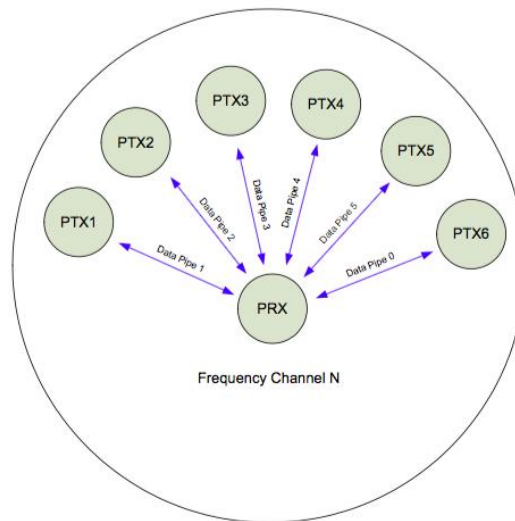 PTX3
PTX4
PTX2
PTX5
PTX1
PTX6
Data Pipe 1
Data Pipe 2
Data Pipe 3
Data Pipe 4
Data Pipe 5
Data Pipe 0
PRX
Frequency Channel N